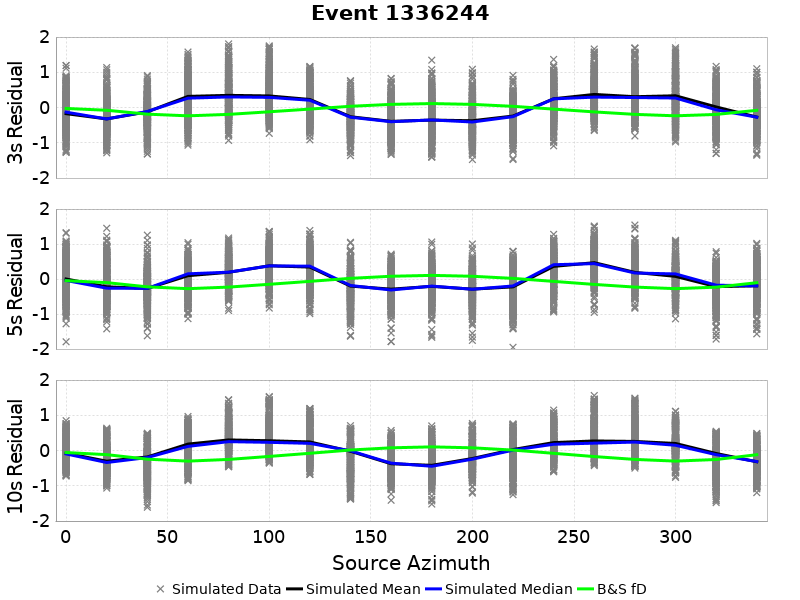 Event 1336244
3s Residual
2
1
0
-1
-2
5s Residual
2
1
0
-1
-2
10s Residual
2
1
0
-1
-2
0 50 100 150 200 250 300
Source Azimuth
Simulated Data Simulated Mean Simulated Median B&S fD